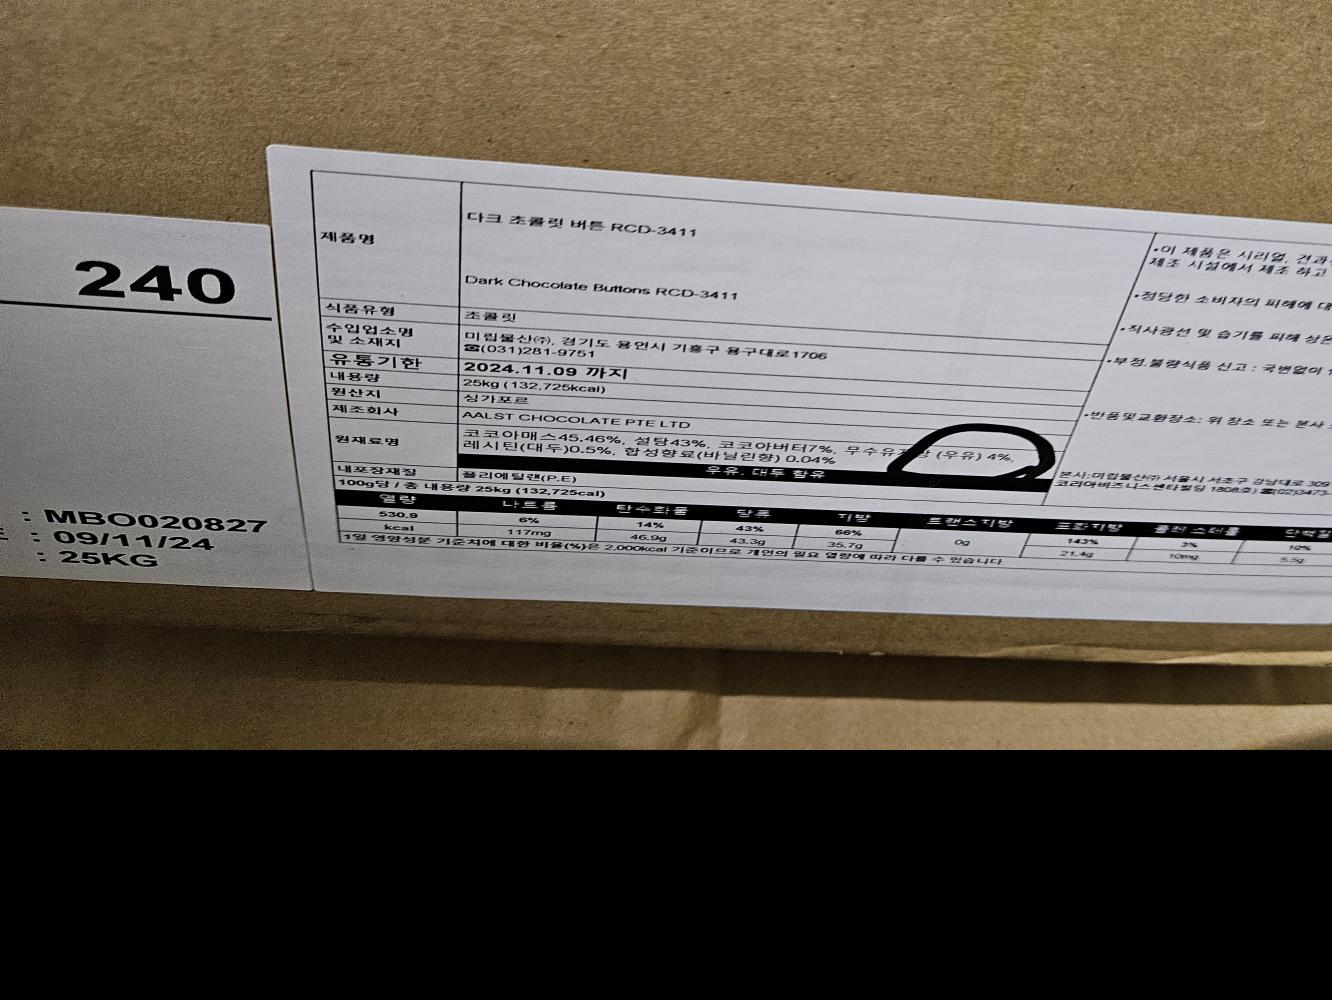 240
: MBO020827
: 09/11/24
: 25KG
제품명
다크 초콜릿 버튼 RCD-3411
Dark Chocolate Buttons RCD-3411
식품유형
초콜릿
수입업소명
및 소재지
미림물산㈜, 경기도 용인시 기흥구 용구대로1706
☎(031)281-9751
유통기한
2024.11.09 까지
내용량
25kg (132,725kcal)
원산지
싱가포르
제조회사
AALST CHOCOLATE PTE LTD
원재료명
코코아매스45.46%, 설탕43%, 코코아버터7%, 무수유지방 (우유) 4%,
레시틴(대두)0.5%, 합성향료(바닐린향) 0.04%
우유, 대두 함유
내포장재질
폴리에틸렌(P.E)
100g당 / 총 내용량 25kg (132,725cal)
열량 나트륨 탄수화물 당류 지방 트랜스지방 포화지방 콜레스테롤 단백질
530.9 6% 14% 43% 66% 0g 143% 3% 10%
kcal 117mg 46.9g 43.3g 35.7g 21.4g 10mg 5.5g
1일 영양성분 기준치에 대한 비율(%)은 2,000kcal 기준이므로 개인의 필요 열량에 따라 다를 수 있습니다
•이 제품은 시리얼, 견과
제조 시설에서 제조 하고
•정당한 소비자의 피해에 대
•직사광선 및 습기를 피해 상온
•부정,불량식품 신고 : 국번없이 1
•반품및교환장소: 위 장소 또는 본사
본사:미림물산㈜ 서울시 서초구 강남대로 309
코리아비즈니스센타빌딩 1808호) ☎(02)3473-